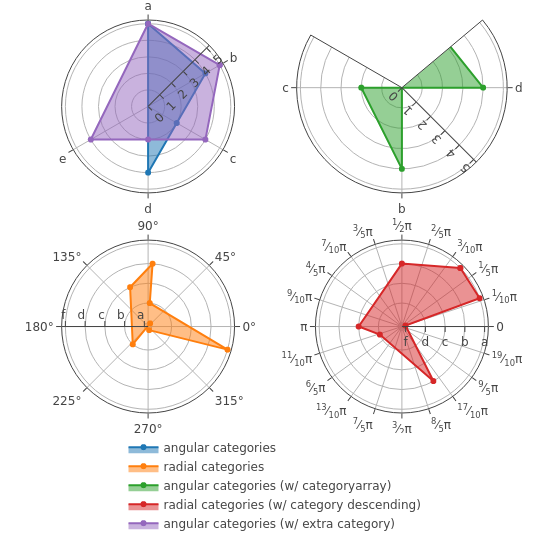 a
b
c
d
e
0
1
2
3
4
5
c
d
b
0
1
2
3
4
5
90°
135°
45°
180°
0°
225°
315°
270°
f
d
c
b
a
1/2π
3/5π
2/5π
7/10π
3/10π
4/5π
1/5π
9/10π
1/10π
π
0
11/10π
19/10π
6/5π
9/5π
13/10π
17/10π
7/5π
8/5π
3/2π
f
d
c
b
a
angular categories
radial categories
angular categories (w/ categoryarray)
radial categories (w/ category descending)
angular categories (w/ extra category)